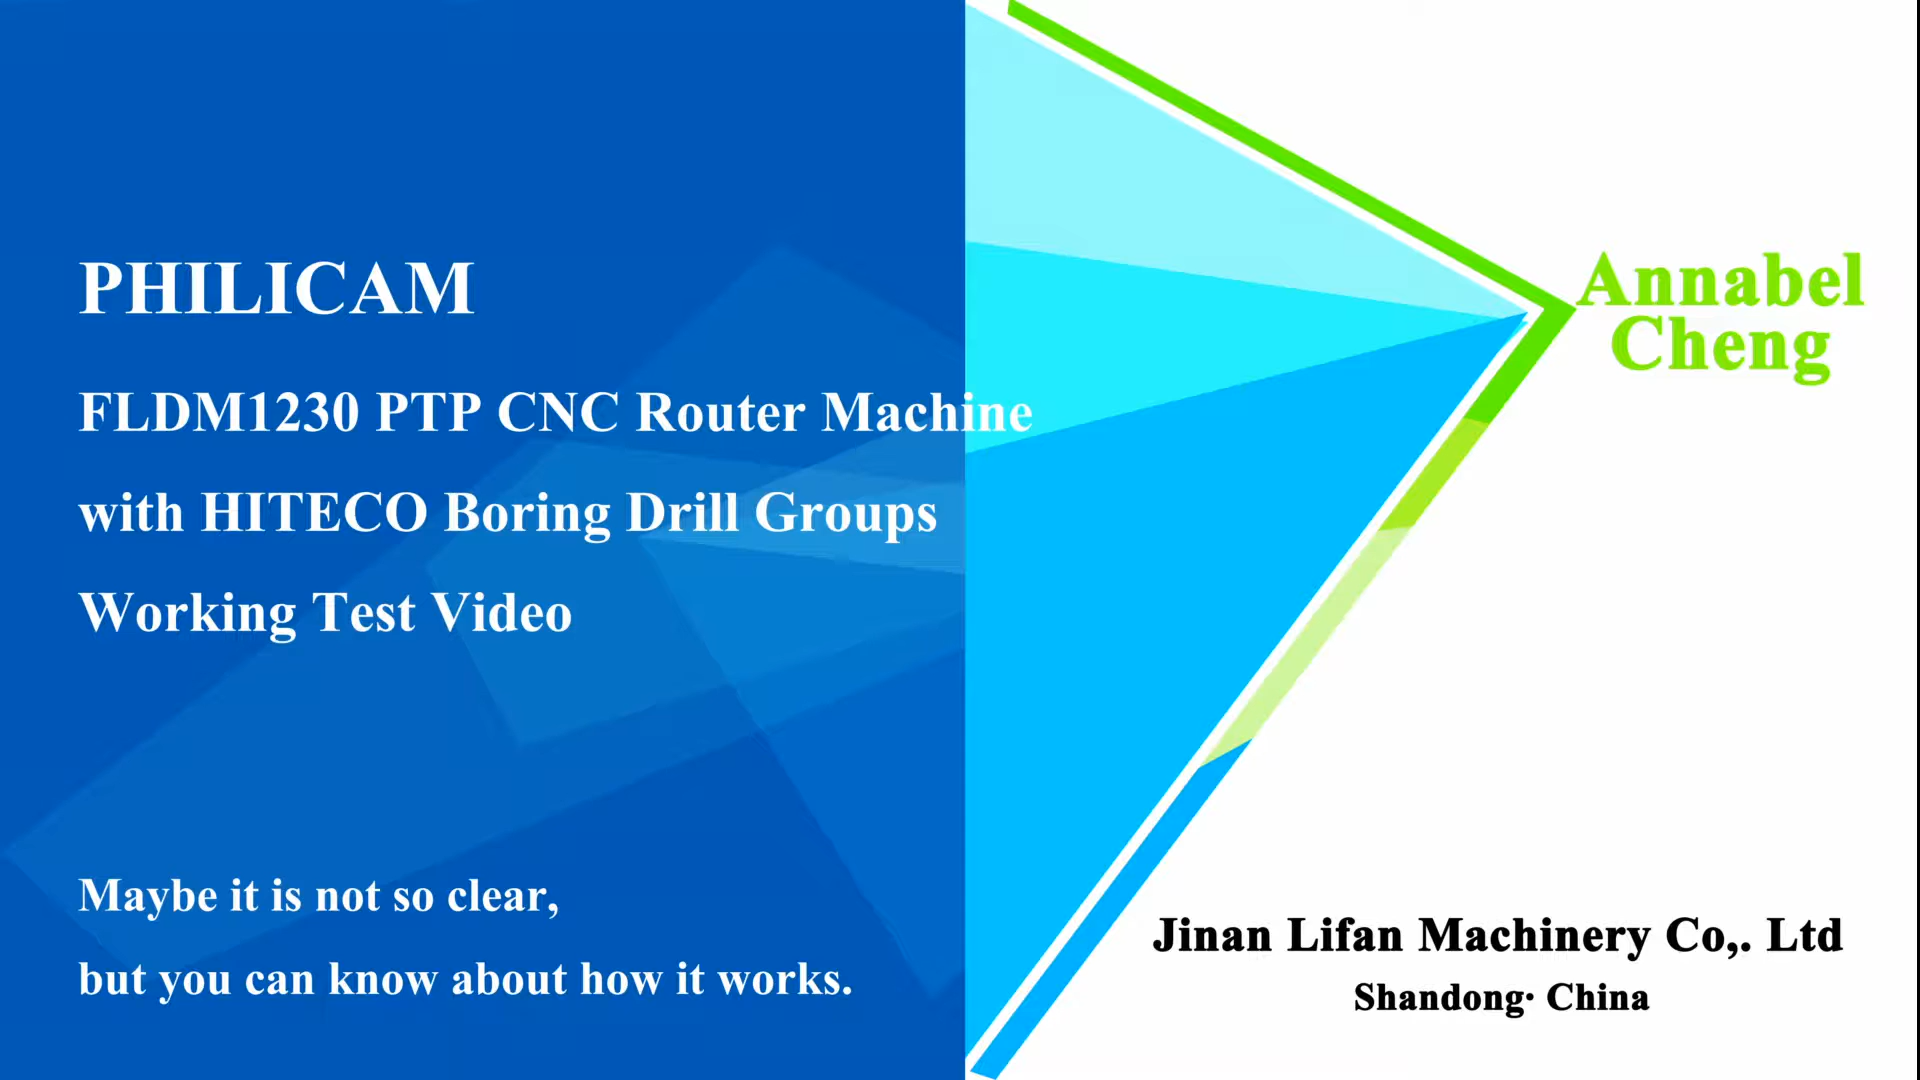 PHILICAM
FLDM1230 PTP CNC Router Machine
with HITECO Boring Drill Groups
Working Test Video
Maybe it is not so clear,
but you can know about how it works.
Annabel
Cheng
Jinan Lifan Machinery Co,. Ltd
Shandong· China